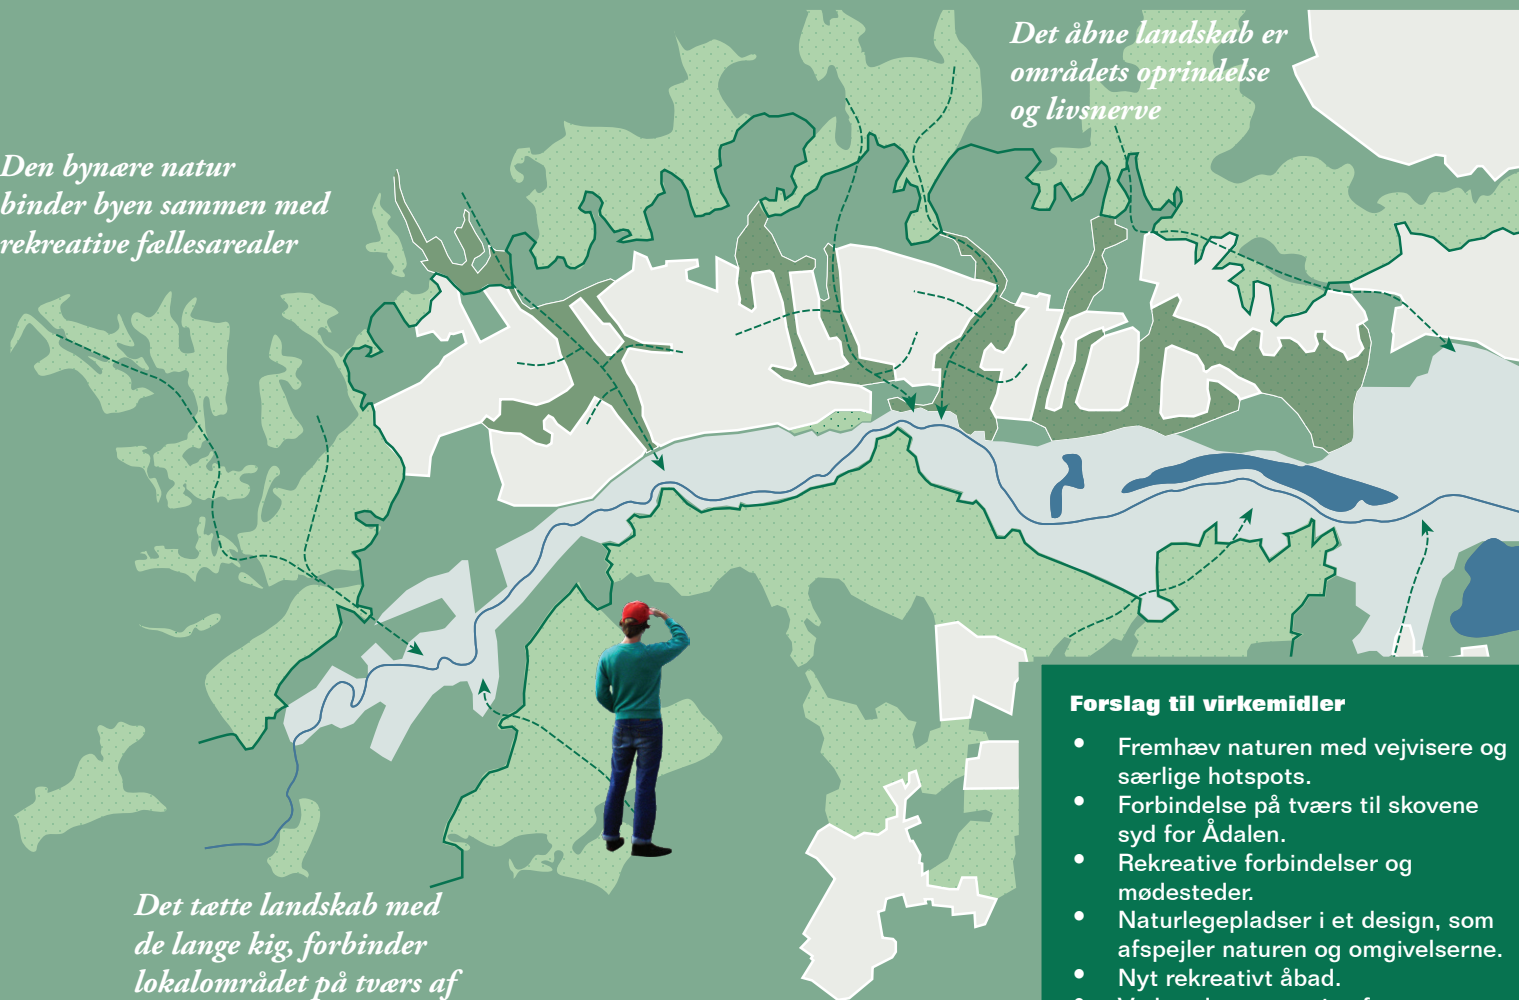 Det åbne landskab er
områdets oprindelse
og livsnerve
Den bynære natur
binder byen sammen med
rekreative fællesarealer
Det tætte landskab med
de lange kig, forbinder
lokalområdet på tværs af
Forslag til virkemidler
• Fremhæv naturen med vejvisere og
særlige hotspots.
• Forbindelse på tværs til skovene
syd for Ådalen.
• Rekreative forbindelser og
mødesteder.
• Naturlegepladser i et design, som
afspejler naturen og omgivelserne.
• Nyt rekreativt åbad.